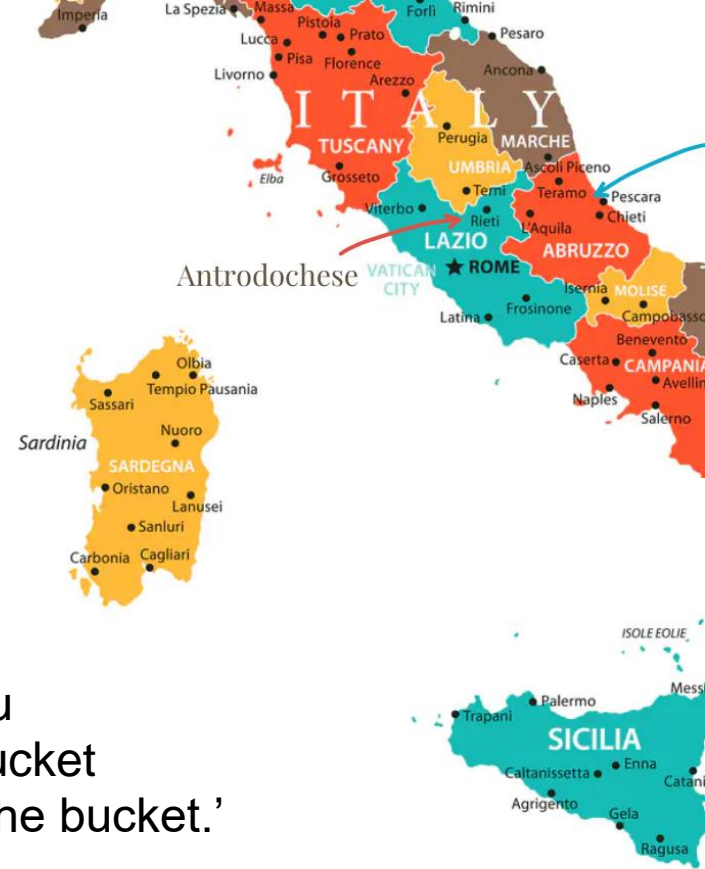 Imperia
La Spezia
Massa
Forlì
Rimini
Pistoia
Pesaro
Lucca
Prato
Pisa
Florence
Ancona
Livorno
Arezzo
ITALY
Perugia
MARCHE
TUSCANY
UMBRIA
Ascoli Piceno
Elba
Grosseto
Terni
Teramo
Pescara
Viterbo
Rieti
Chieti
L'Aquila
LAZIO
ABRUZZO
Antrodochese
VATICAN
CITY
ROME
Isernia
MOLISE
Frosinone
Latina
Campobasso
Benevento
Caserta
CAMPANIA
Avellin
Naples
Salerno
Olbia
Tempio Pausania
Sassari
Nuoro
Sardinia
SARDEGNA
Oristano
Lanusei
Sanluri
Carbonia
Cagliari
ISOLE EOLIE
u
ucket
he bucket.’
Mess
Palermo
Trapani
SICILIA
Enna
Caltanissetta
Catani
Agrigento
Gela
Ragusa